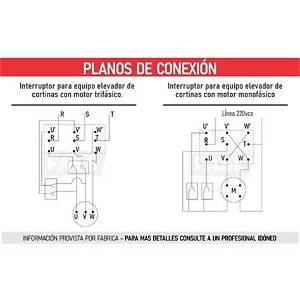 PLANOS DE CONEXIÓN
Interruptor para equipo elevador de
cortinas con motor trifásico.
R S T
U' V' W'
R S T
U V W
U V W
Interruptor para equipo elevador de
cortinas con motor monofásico
Línea 220vca
U' V' W'
R S T
U V W
M
INFORMACIÓN PROVISTA POR FABRICA - PARA MAS DETALLES CONSULTE A UN PROFESIONAL IDÓNEO